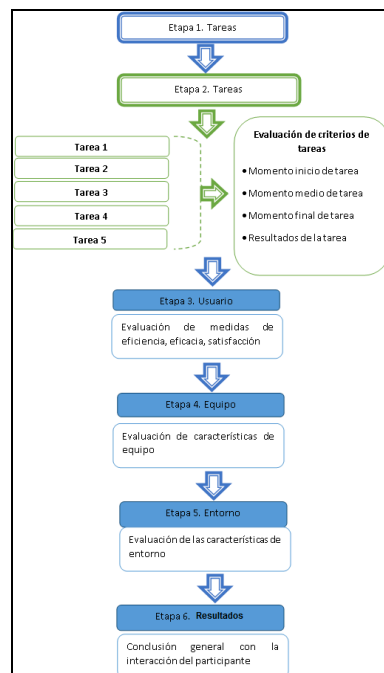 Etapa 1. Tareas
Etapa 2. Tareas
Tarea 1
Tarea 2
Tarea 3
Tarea 4
Tarea 5
Evaluación de criterios de
tareas
• Momento inicio de tarea
• Momento medio de tarea
• Momento final de tarea
• Resultados de la tarea
Etapa 3. Usuario
Evaluación de medidas de
eficiencia, eficacia, satisfacción
Etapa 4. Equipo
Evaluación de características de
equipo
Etapa 5. Entorno
Evaluación de las características de
entorno
Etapa 6. Resultados
Conclusión general con la
interacción del participante